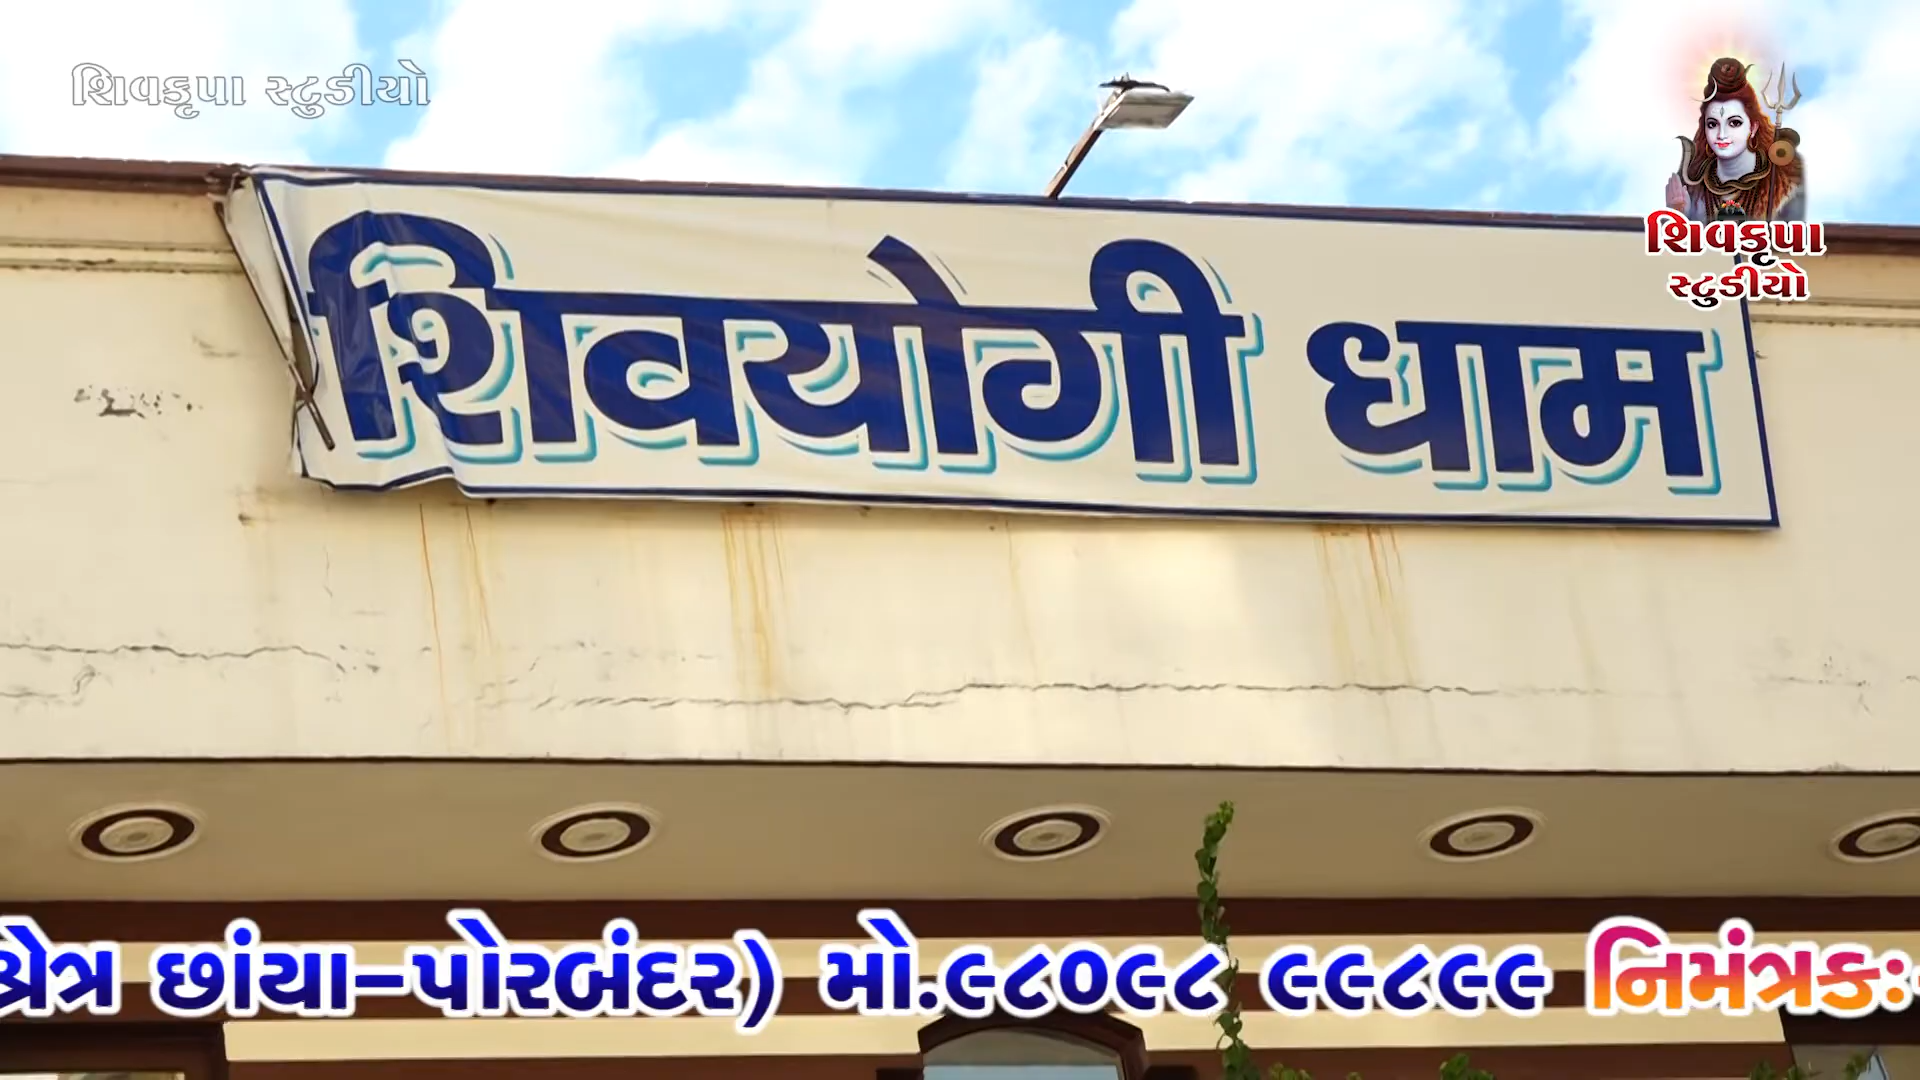 શિવકૃપા સ્ટુડીયો
શિવકૃપા
સ્ટુડીયો
શિવયોગી ધામ
છાંયા-પોરબંદર) મો.૯૮૦૯૮ ૯૯૮૯૯ નિમંત્રક:-